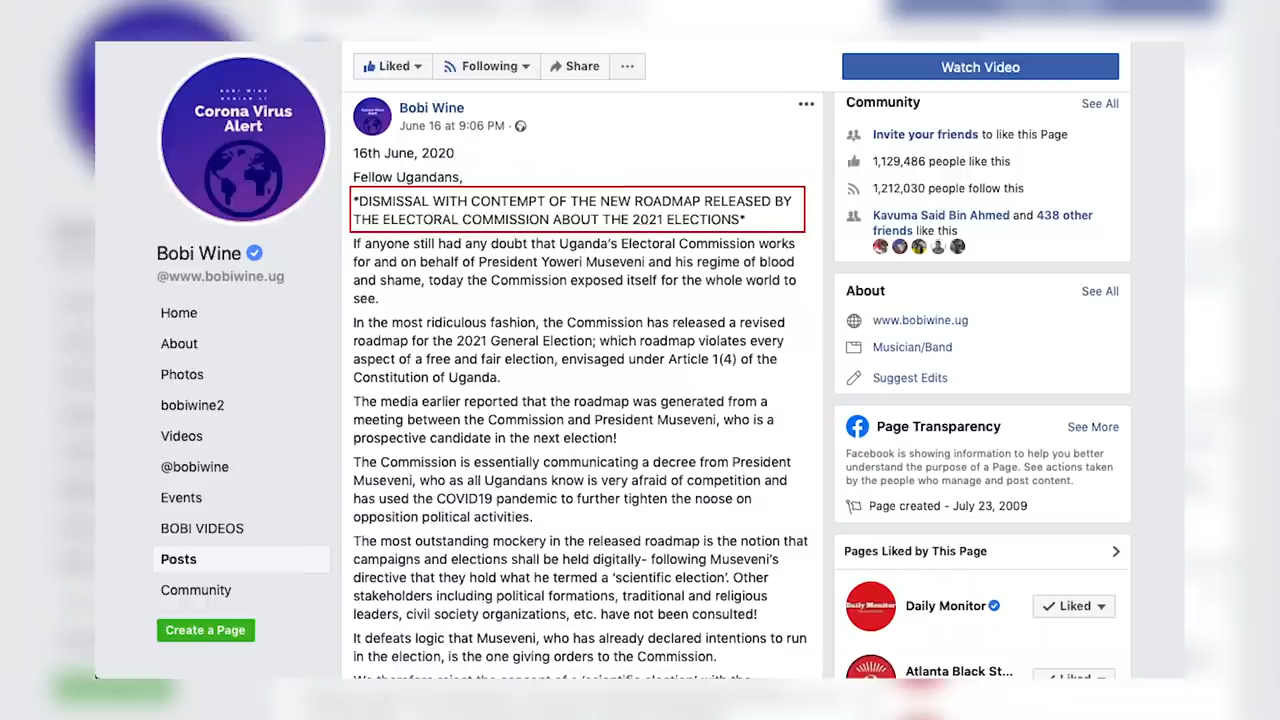 BOBI WINE
Corona Virus
Alert
Bobi Wine
@www.bobiwine.ug
Home
About
Photos
bobiwine2
Videos
@bobiwine
Events
BOBI VIDEOS
Posts
Community
Create a Page
Liked
Following
Share
Watch Video
Bobi Wine
June 16 at 9:06 PM ·
16th June, 2020
Fellow Ugandans,
*DISMISSAL WITH CONTEMPT OF THE NEW ROADMAP RELEASED BY
THE ELECTORAL COMMISSION ABOUT THE 2021 ELECTIONS*
If anyone still had any doubt that Uganda's Electoral Commission works
for and on behalf of President Yoweri Museveni and his regime of blood
and shame, today the Commission exposed itself for the whole world to
see.
In the most ridiculous fashion, the Commission has released a revised
roadmap for the 2021 General Election; which roadmap violates every
aspect of a free and fair election, envisaged under Article 1(4) of the
Constitution of Uganda.
The media earlier reported that the roadmap was generated from a
meeting between the Commission and President Museveni, who is a
prospective candidate in the next election!
The Commission is essentially communicating a decree from President
Museveni, who as all Ugandans know is very afraid of competition and
has used the COVID19 pandemic to further tighten the noose on
opposition political activities.
The most outstanding mockery in the released roadmap is the notion that
campaigns and elections shall be held digitally- following Museveni's
directive that they hold what he termed a 'scientific election'. Other
stakeholders including political formations, traditional and religious
leaders, civil society organizations, etc. have not been consulted!
It defeats logic that Museveni, who has already declared intentions to run
in the election, is the one giving orders to the Commission.
We therefore reject the concept of a 'scientific election' with the
Community
See All
Invite your friends to like this Page
1,129,486 people like this
1,212,030 people follow this
Kavuma Said Bin Ahmed and 438 other
friends like this
About
See All
www.bobiwine.ug
Musician/Band
Suggest Edits
Page Transparency
See More
Facebook is showing information to help you better
understand the purpose of a Page. See actions taken
by the people who manage and post content.
Page created - July 23, 2009
Pages Liked by This Page
Daily Monitor
Daily Monitor
Liked
Atlanta Black St...
Liked